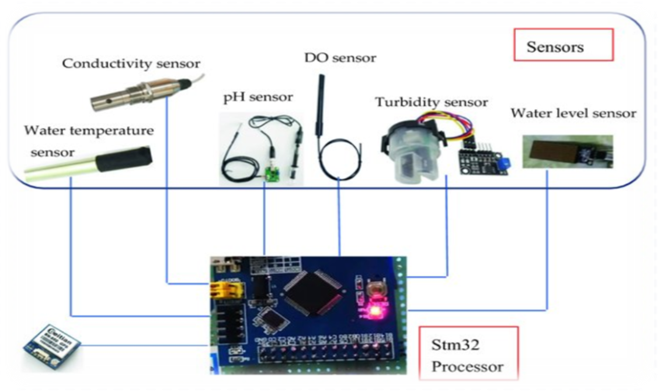 Sensors
DO sensor
Conductivity sensor
pH sensor
Turbidity sensor
Water level sensor
Water temperature
sensor
Stm32
Processor